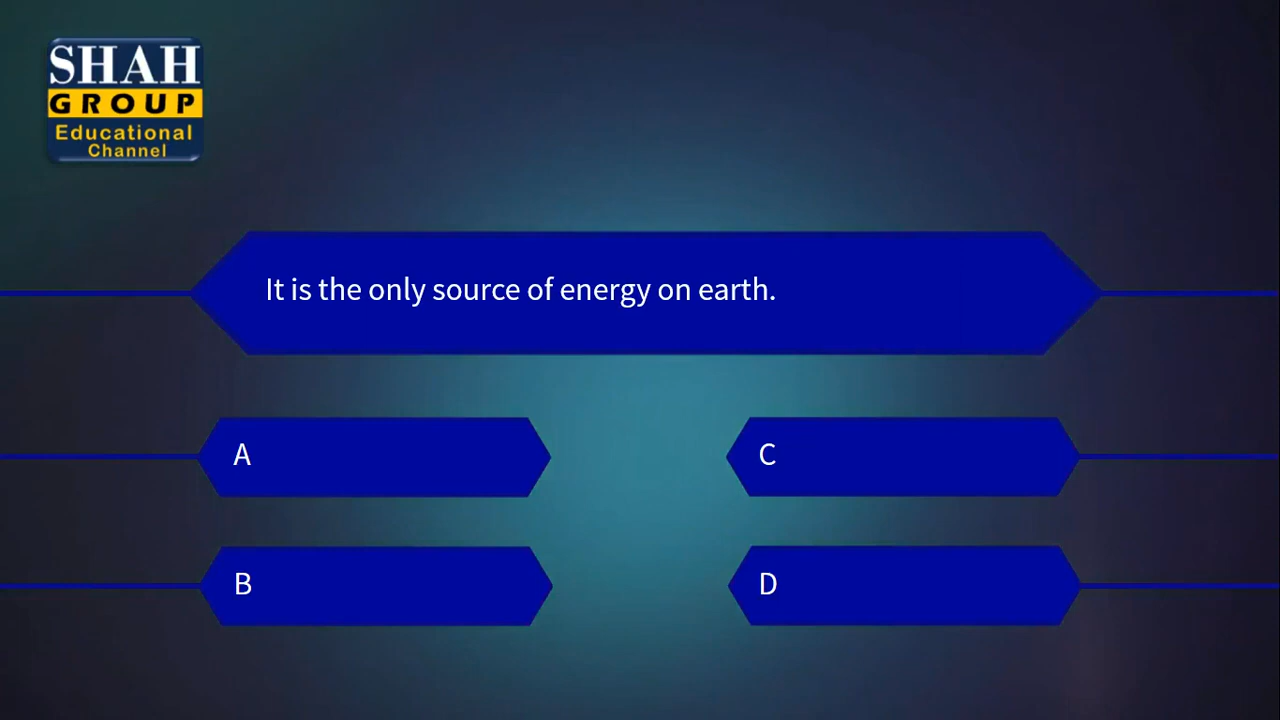 SHAH
GROUP
Educational
Channel
It is the only source of energy on earth.
A
C
B
D